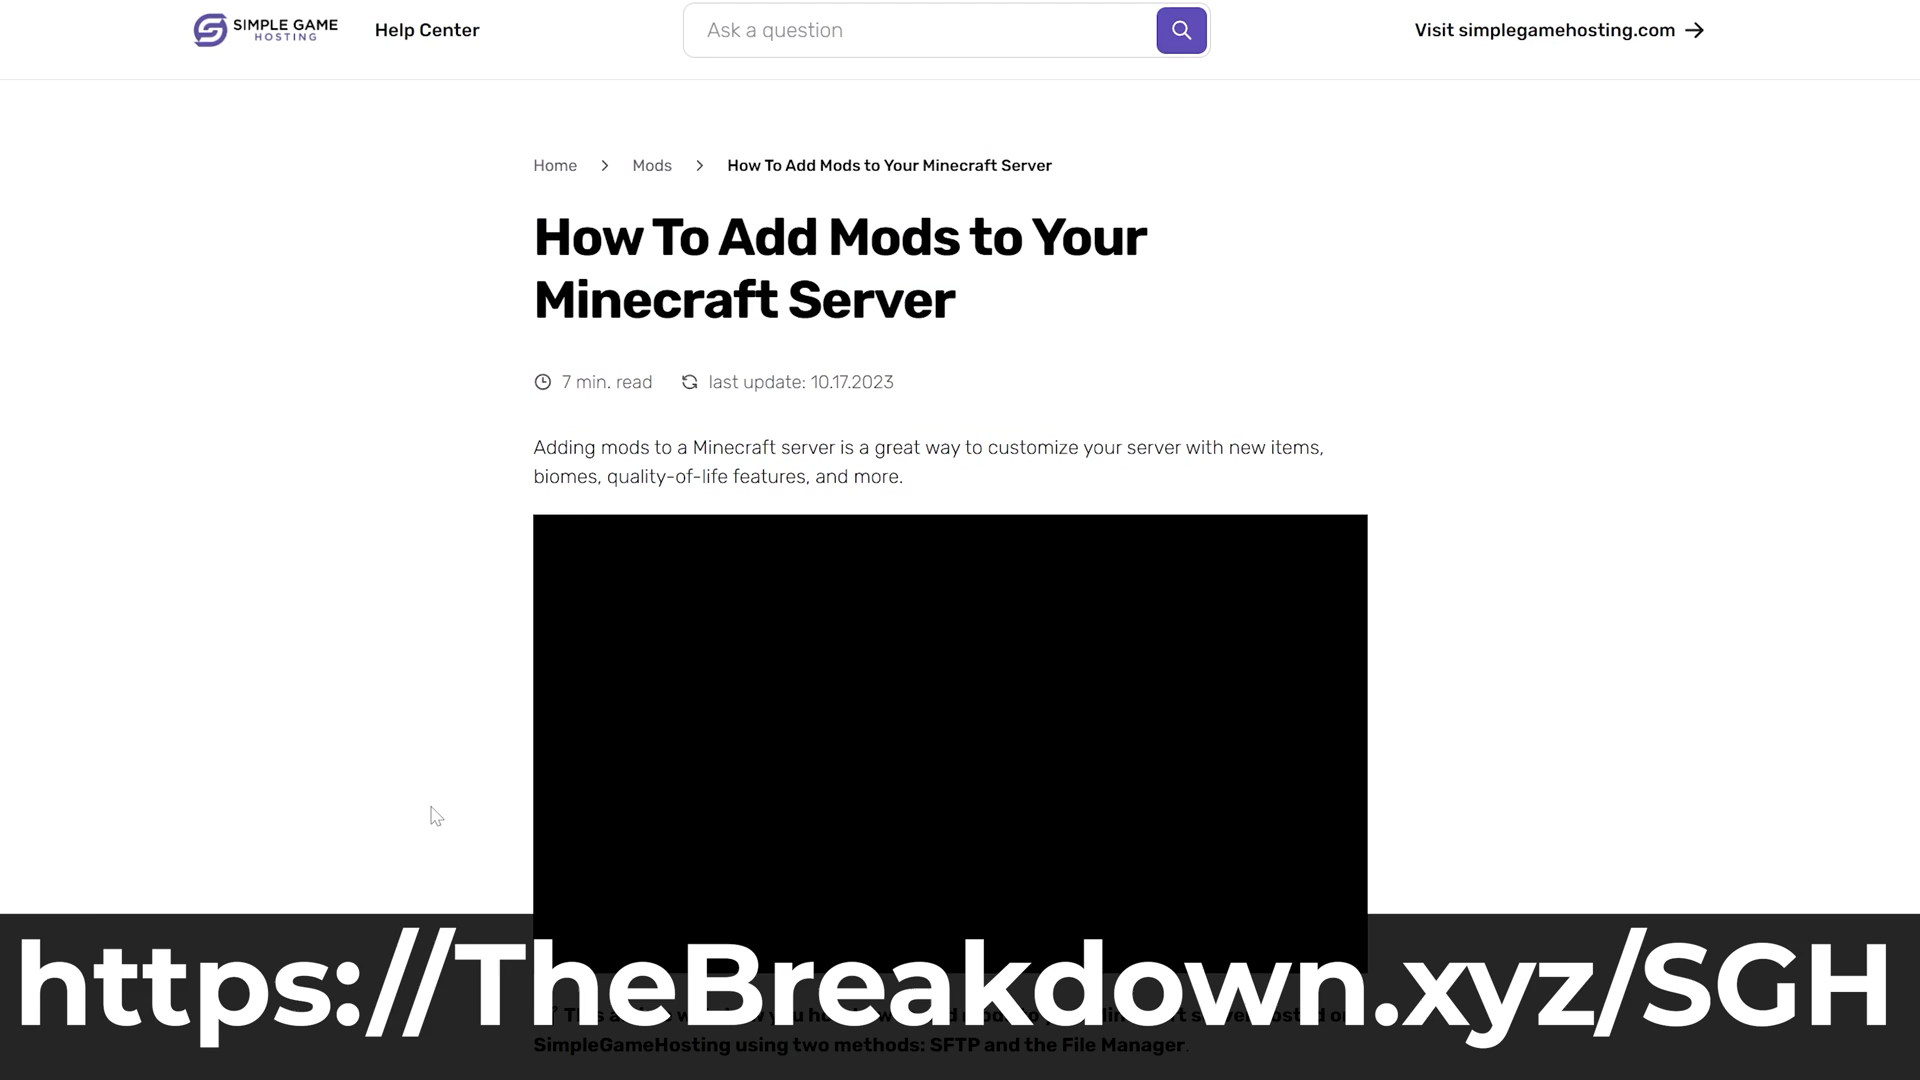 SIMPLE GAME
HOSTING
Help Center
Ask a question
Visit simplegamehosting.com
Home
Mods
How To Add Mods to Your Minecraft Server
How To Add Mods to Your
Minecraft Server
7 min. read
last update: 10.17.2023
Adding mods to a Minecraft server is a great way to customize your server with new items,
biomes, quality-of-life features, and more.
https://TheBreakdown.xyz/SGH
SimpleGameHosting using two methods: SFTP and the File Manager.